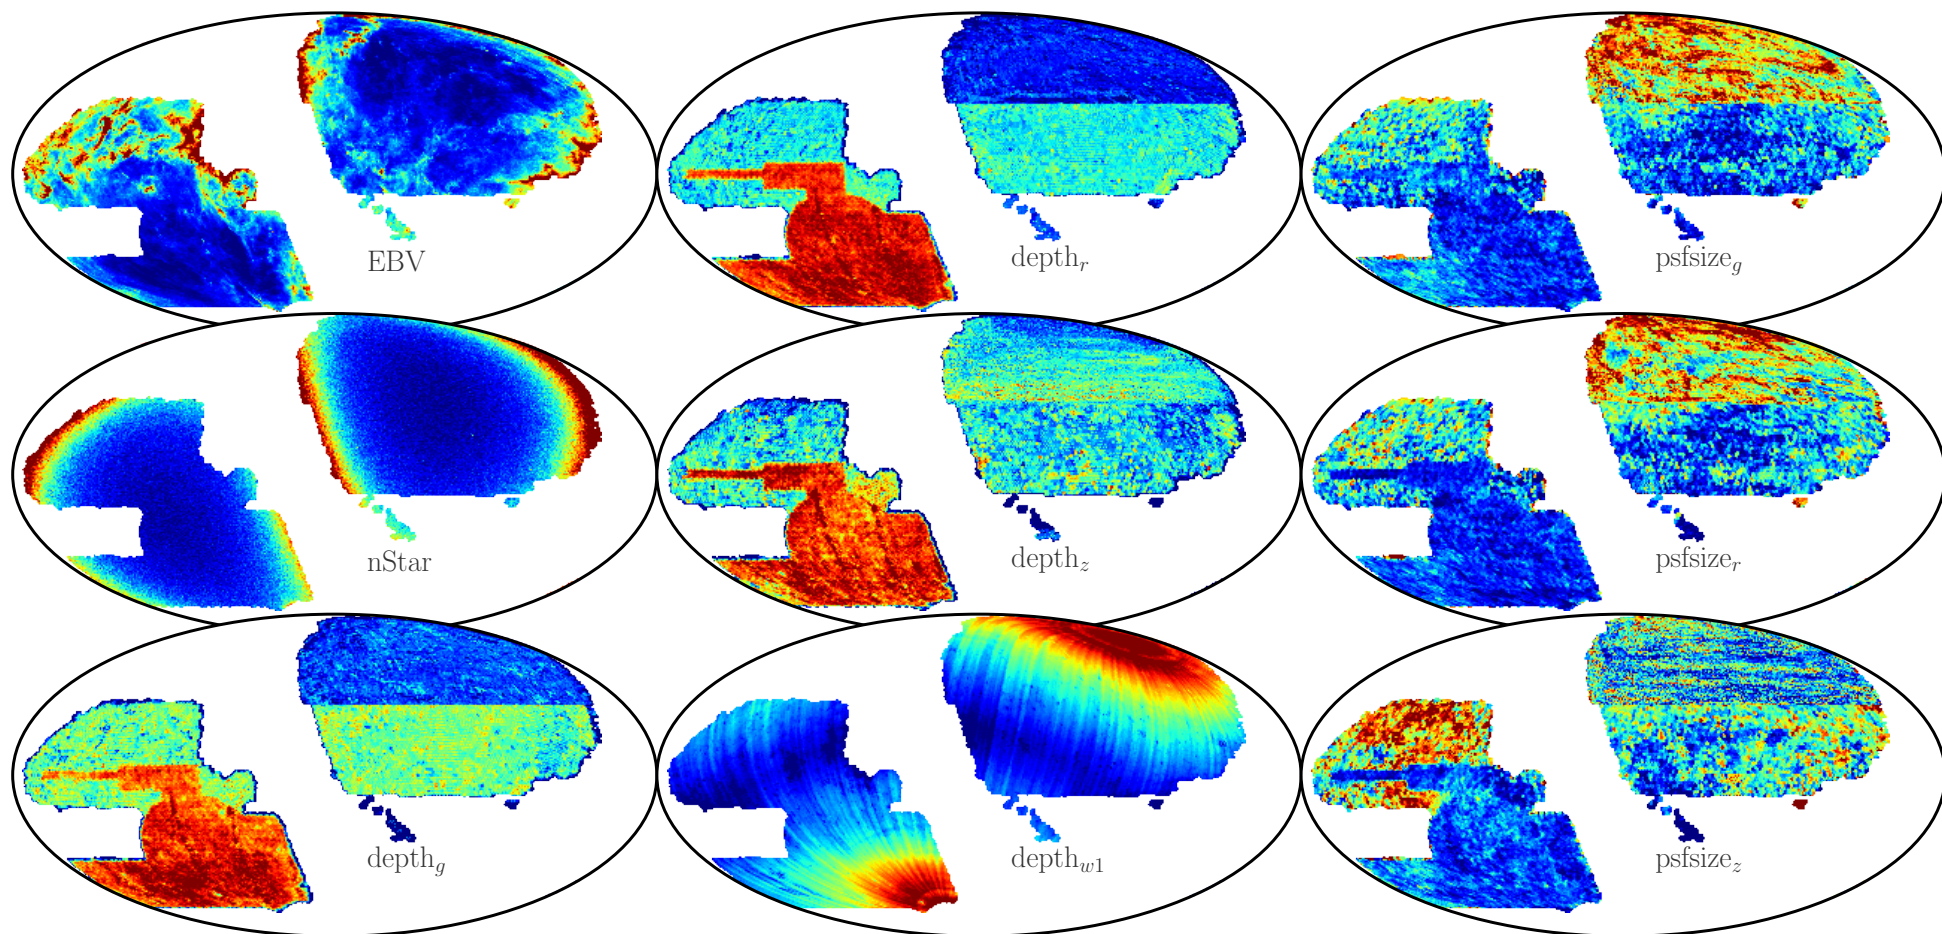 EBV
depth_r
psfsize_g
nStar
depth_z
psfsize_r
depth_g
depth_w1
psfsize_z